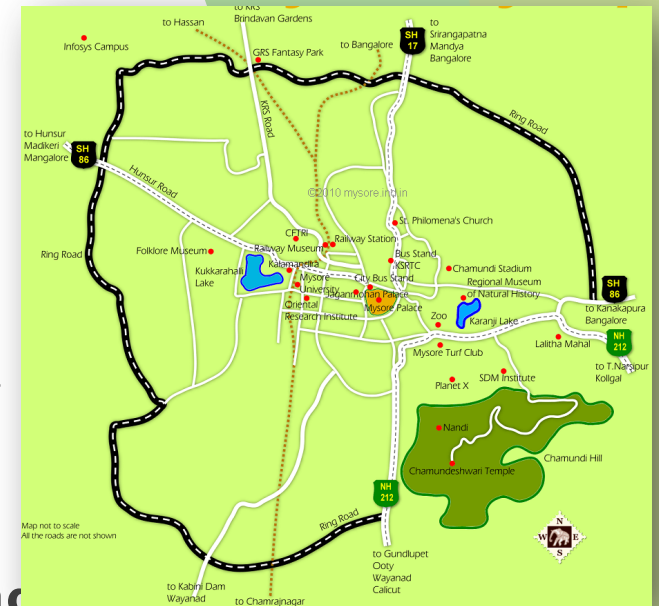 to KRS
Brindavan Gardens
to Hassan
to
Srirangapatna
Mandya
Bangalore
SH
17
Infosys Campus
to Bangalore
GRS Fantasy Park
KRS Road
Ring Road
to Hunsur
Madikeri
Mangalore
SH
86
Hunsur Road
©2010 mysore.ind.in
St. Philomena's Church
CFTRI
Railway Station
Railway Museum
Folklore Museum
Ring Road
Bus Stand
KSRTC
Kalamandira
Chamundi Stadium
Kukkarahalli
Lake
Mysore
University
City Bus Stand
Regional Museum
of Natural History
Jaganmohan Palace
Mysore Palace
Oriental
Research Institute
SH
86
to Kanakapura
Bangalore
Zoo
Karanji Lake
NH
212
Mysore Turf Club
Lalitha Mahal
to T.Narsipur
Kollgal
Planet X
SDM Institute
Nandi
Chamundi Hill
Chamundeshwari Temple
NH
212
Ring Road
Map not to scale
All the roads are not shown
N
W
E
S
to Gundlupet
Ooty
Wayanad
Calicut
to Kabini Dam
Wayanad
to Chamrajnagar